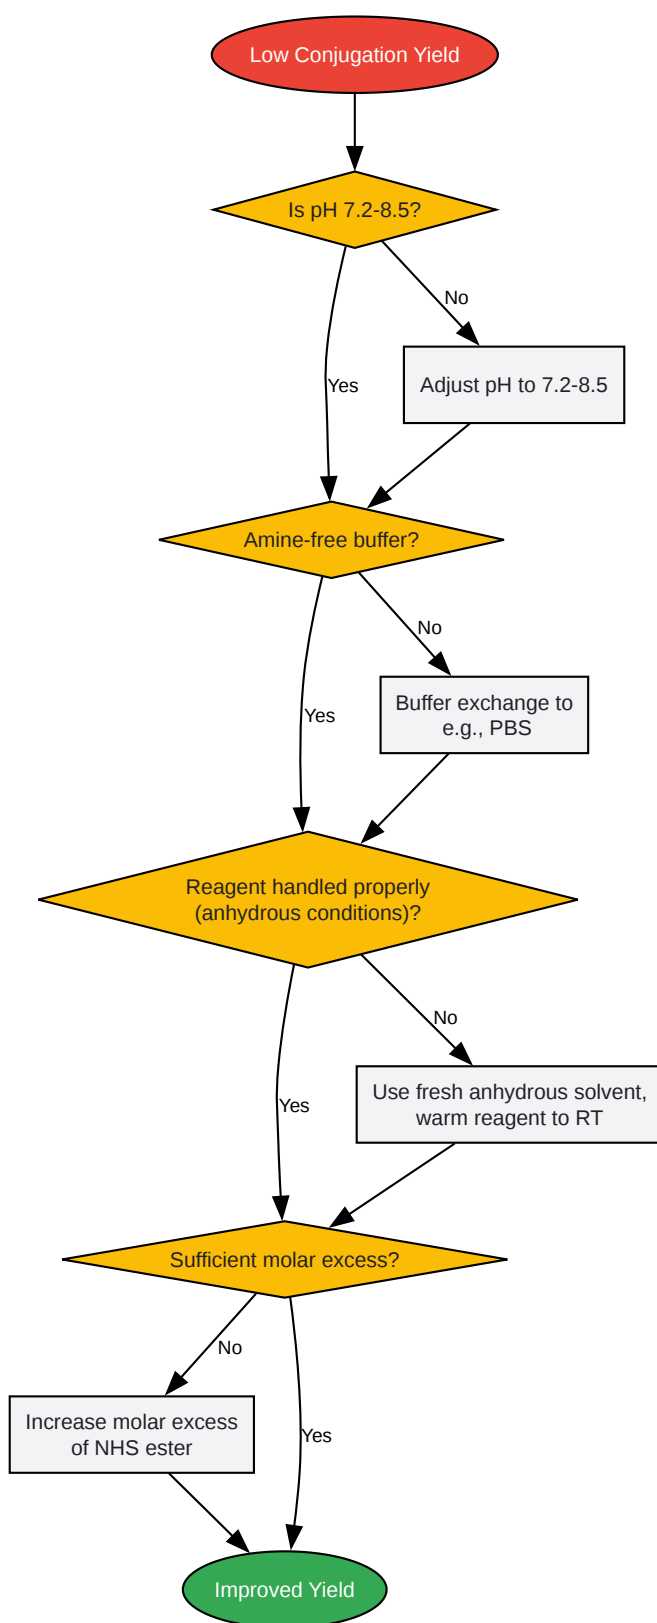 Low Conjugation Yield
Is pH 7.2-8.5?
No
Adjust pH to 7.2-8.5
Yes
Amine-free buffer?
No
Buffer exchange to
e.g., PBS
Yes
Reagent handled properly
(anhydrous conditions)?
No
Use fresh anhydrous solvent,
warm reagent to RT
Yes
Sufficient molar excess?
No
Increase molar excess
of NHS ester
Yes
Improved Yield